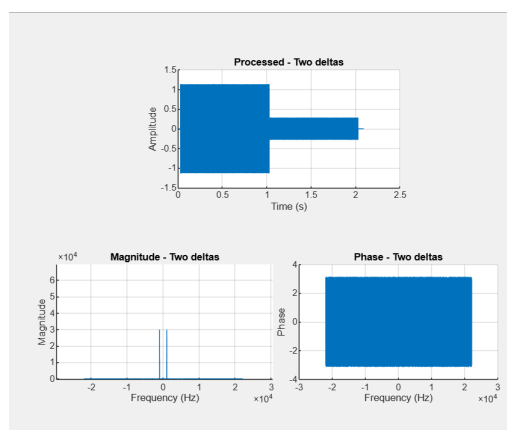 Processed - Two deltas
1.5
1
0.5
0
-0.5
-1
-1.5
Amplitude
0 0.5 1 1.5 2 2.5
Time (s)
×10⁴ Magnitude - Two deltas
6
5
4
3
2
1
0
Magnitude
-2 -1 0 1 2 3
Frequency (Hz) ×10⁴
Phase - Two deltas
4
2
0
-2
-4
Phase
-3 -2 -1 0 1 2 3
Frequency (Hz) ×10⁴